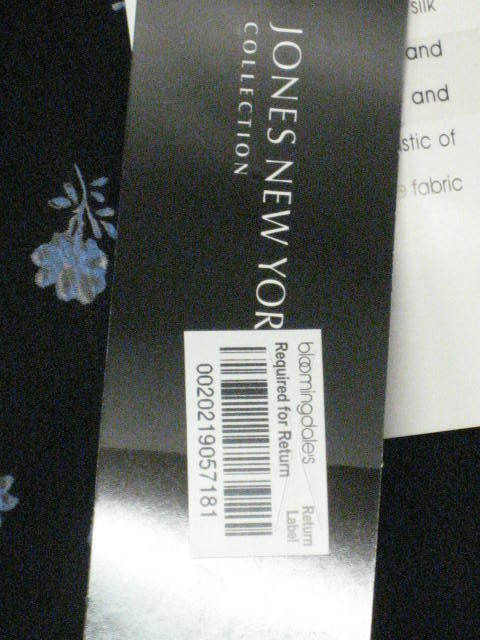 JONES NEW YOR
COLLECTION
bloomingdale's
Required for Return
Return
Label
0020219057181
silk
and
and
stic of
fabric